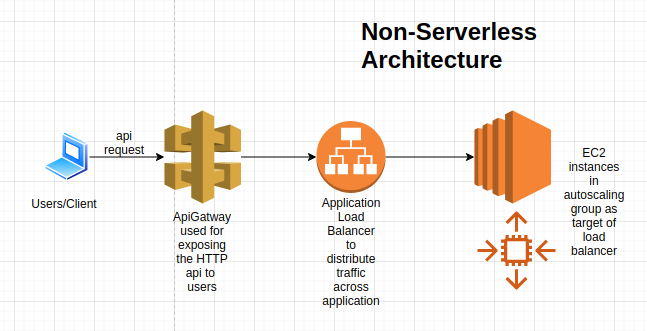 Non-Serverless
Architecture
api
request
Users/Client
ApiGatway
used for
exposing
the HTTP
api to
users
Application
Load
Balancer
to
distribute
traffic
across
application
EC2
instances
in
autoscaling
group as
target of
load
balancer